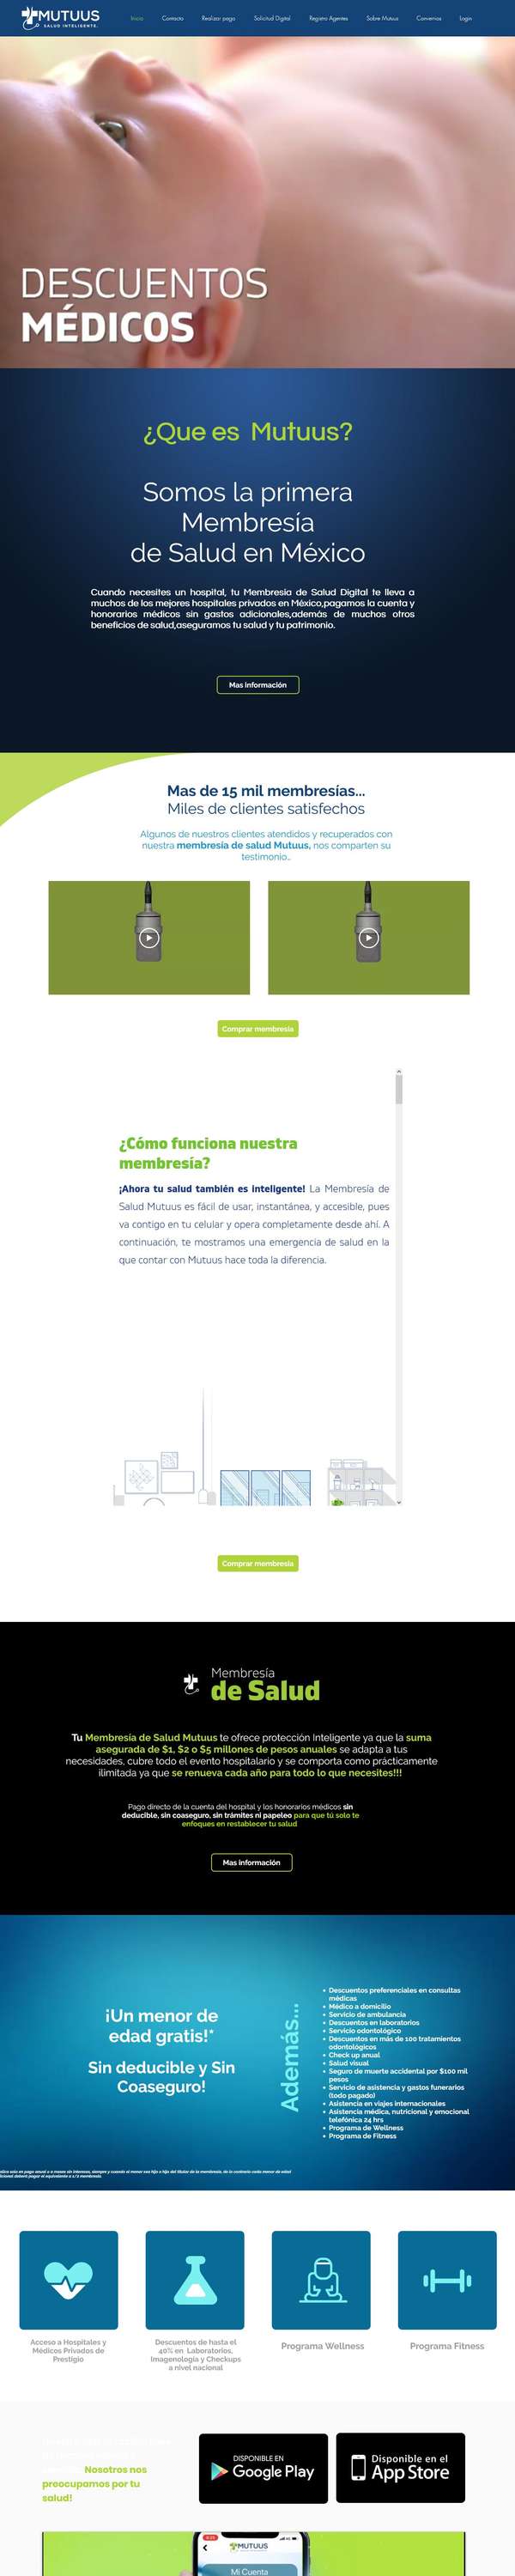 MUTUUS
SALUD INTELIGENTE.
Inicio Contacto Realizar pago Solicitud Digital Registro Agentes Sobre Mutuus Convenios Login
DESCUENTOS
MÉDICOS
¿Que es Mutuus?
Somos la primera
Membresía
de Salud en México
Cuando necesites un hospital, tu Membresía de Salud Digital te lleva a
muchos de los mejores hospitales privados en México,pagamos la cuenta y
honorarios médicos sin gastos adicionales,además de muchos otros
beneficios de salud,aseguramos tu salud y tu patrimonio.
Mas información
Mas de 15 mil membresías...
Miles de clientes satisfechos
Algunos de nuestros clientes atendidos y recuperados con
nuestra membresía de salud Mutuus, nos comparten su
testimonio..
Comprar membresía
¿Cómo funciona nuestra
membresía?
¡Ahora tu salud también es inteligente! La Membresía de
Salud Mutuus es fácil de usar, instantánea, y accesible, pues
va contigo en tu celular y opera completamente desde ahí. A
continuación, te mostramos una emergencia de salud en la
que contar con Mutuus hace toda la diferencia.
Comprar membresía
Membresía
de Salud
Tu Membresía de Salud Mutuus te ofrece protección Inteligente ya que la suma
asegurada de $1, $2 o $5 millones de pesos anuales se adapta a tus
necesidades, cubre todo el evento hospitalario y se comporta como prácticamente
ilimitada ya que se renueva cada año para todo lo que necesites!!!
Pago directo de la cuenta del hospital y los honorarios médicos sin
deducible, sin coaseguro, sin trámites ni papeleo para que tú solo te
enfoques en restablecer tu salud
Mas información
¡Un menor de
edad gratis!*
Sin deducible y Sin
Coaseguro!
Además...
Descuentos preferenciales en consultas
médicas
Médico a domicilio
Servicio de ambulancia
Descuentos en laboratorios
Servicio odontológico
Descuentos en más de 100 tratamientos
odontológicos
Check up anual
Salud visual
Seguro de muerte accidental por $100 mil
pesos
Servicio de asistencia y gastos funerarios
(todo pagado)
Asistencia en viajes internacionales
Asistencia médica, nutricional y emocional
telefónica 24 hrs
Programa de Wellness
Programa de Fitness
Acceso a Hospitales y
Médicos Privados de
Prestigio
Descuentos de hasta el
40% en Laboratorios,
Imagenología y Checkups
a nivel nacional
Programa Wellness
Programa Fitness
Nosotros nos
preocupamos por tu
salud!
DISPONIBLE EN
Google Play
Disponible en el
App Store
MUTUUS
Mi Cuenta